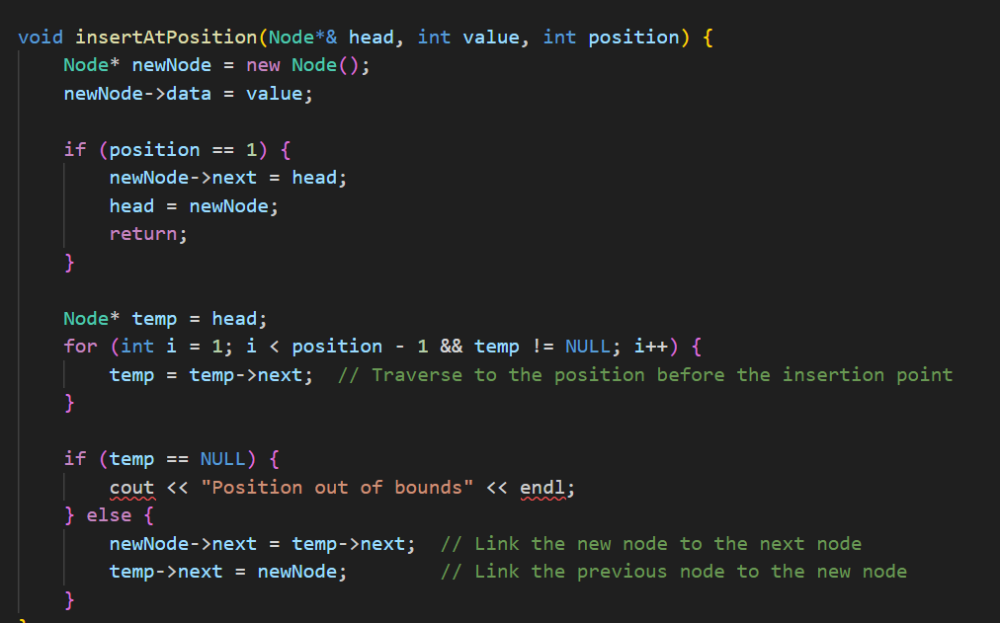 void insertAtPosition(Node*& head, int value, int position) {
    Node* newNode = new Node();
    newNode->data = value;

    if (position == 1) {
        newNode->next = head;
        head = newNode;
        return;
    }

    Node* temp = head;
    for (int i = 1; i < position - 1 && temp != NULL; i++) {
        temp = temp->next;  // Traverse to the position before the insertion point
    }

    if (temp == NULL) {
        cout << "Position out of bounds" << endl;
    } else {
        newNode->next = temp->next;  // Link the new node to the next node
        temp->next = newNode;        // Link the previous node to the new node
    }
}